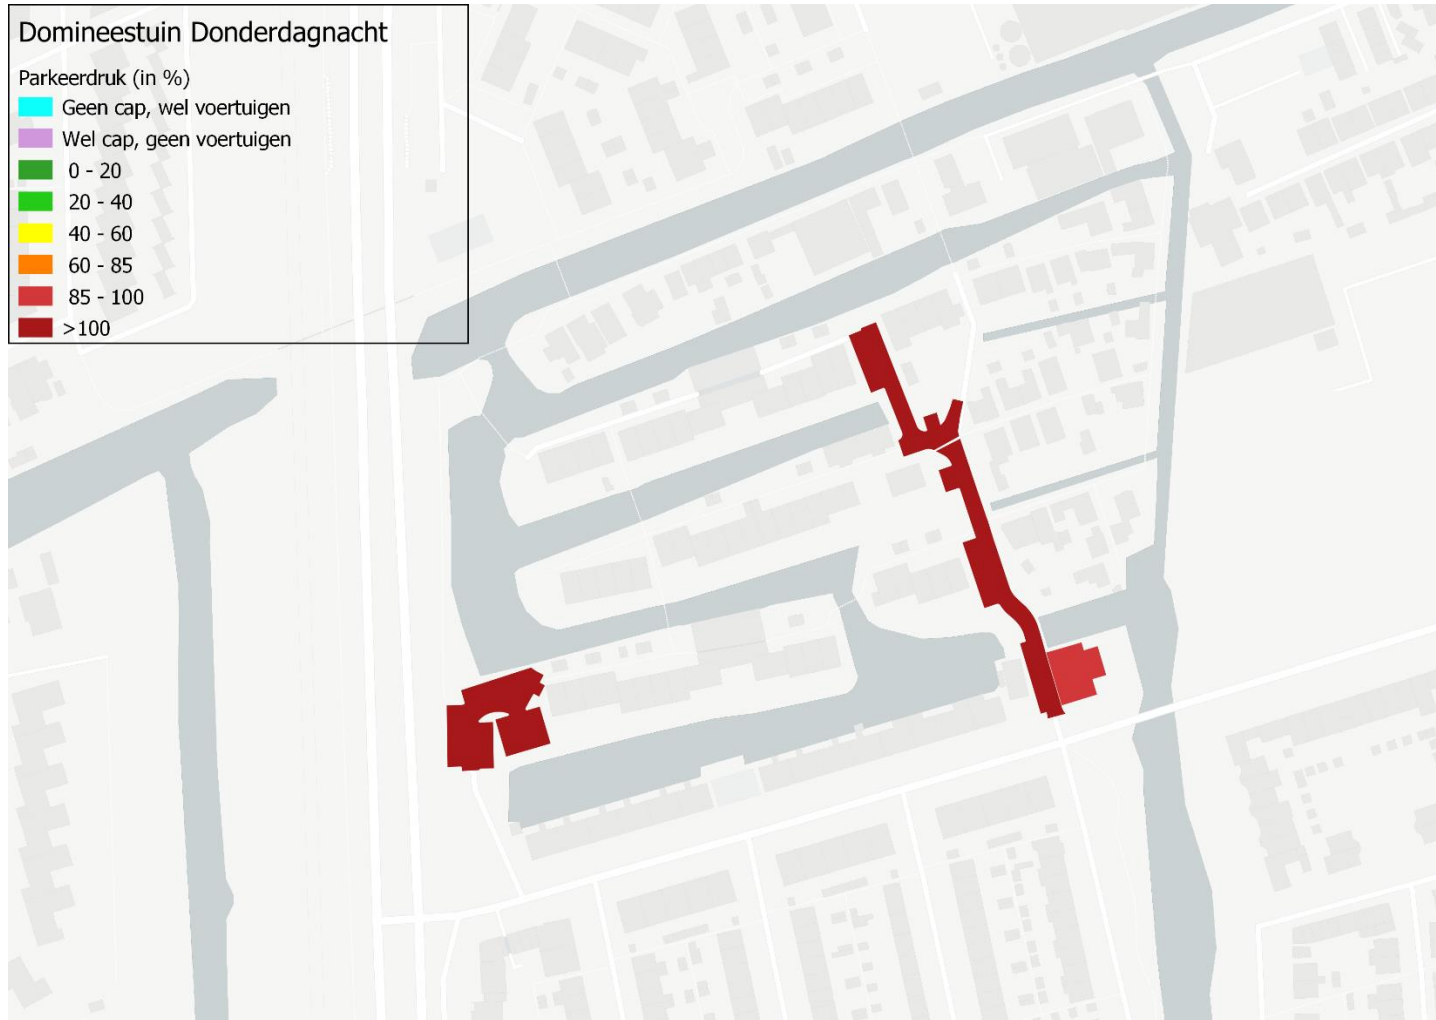 Domineestuin Donderdagnacht
Parkeerdruk (in %)
Geen cap, wel voertuigen
Wel cap, geen voertuigen
0 - 20
20 - 40
40 - 60
60 - 85
85 - 100
>100